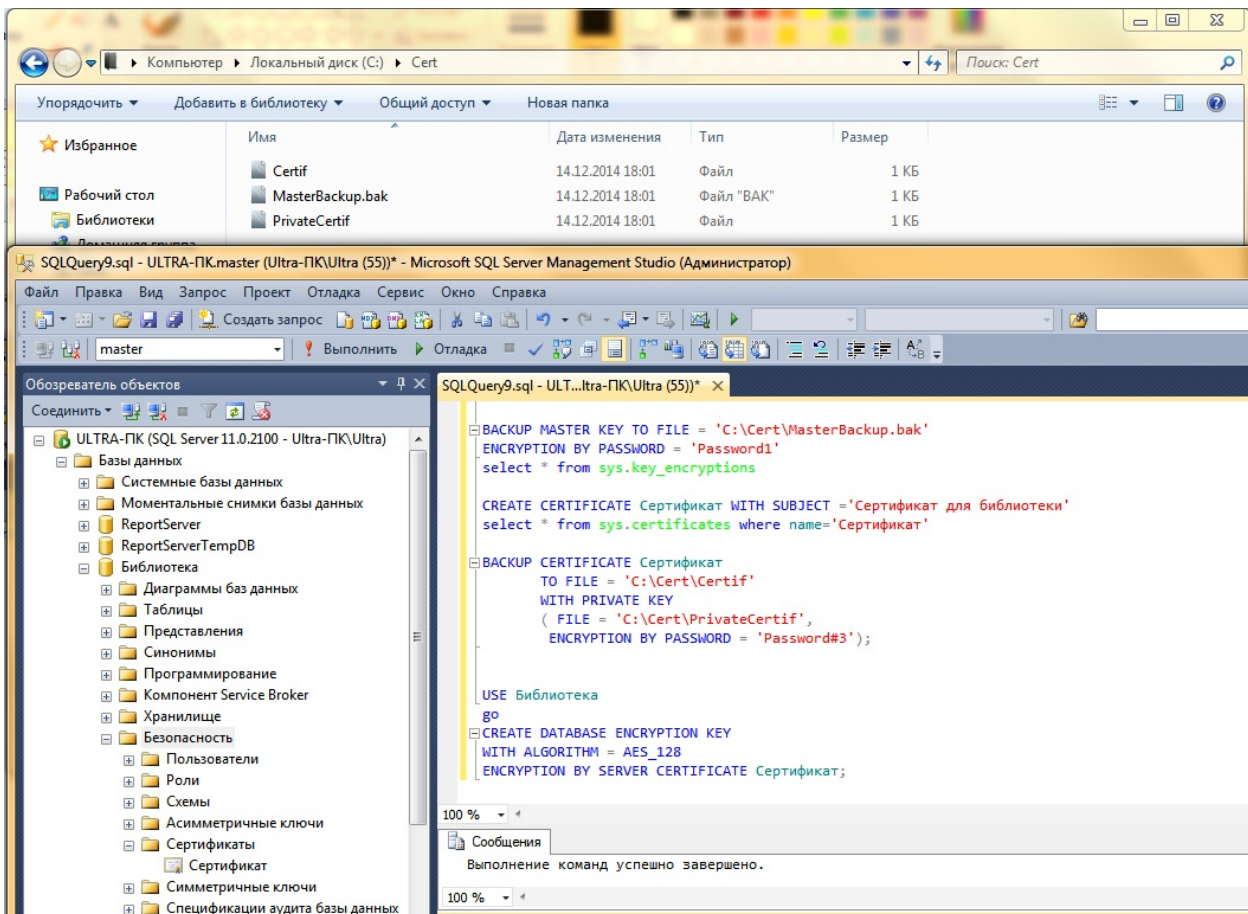 Компьютер ▸ Локальный диск (C:) ▸ Cert
Поиск: Cert
Упорядочить ▾ Добавить в библиотеку ▾ Общий доступ ▾ Новая папка
Избранное
Рабочий стол
Библиотеки
Домашняя группа
Имя Дата изменения Тип Размер
Certif 14.12.2014 18:01 Файл 1 КБ
MasterBackup.bak 14.12.2014 18:01 Файл "BAK" 1 КБ
PrivateCertif 14.12.2014 18:01 Файл 1 КБ
SQLQuery9.sql - ULTRA-ПК.master (Ultra-ПК\Ultra (55))* - Microsoft SQL Server Management Studio (Администратор)
Файл Правка Вид Запрос Проект Отладка Сервис Окно Справка
Создать запрос
master Выполнить Отладка
Обозреватель объектов
Соединить ▾
ULTRA-ПК (SQL Server 11.0.2100 - Ultra-ПК\Ultra)
Базы данных
Системные базы данных
Моментальные снимки базы данных
ReportServer
ReportServerTempDB
Библиотека
Диаграммы баз данных
Таблицы
Представления
Синонимы
Программирование
Компонент Service Broker
Хранилище
Безопасность
Пользователи
Роли
Схемы
Асимметричные ключи
Сертификаты
Сертификат
Симметричные ключи
Спецификации аудита базы данных
SQLQuery9.sql - ULT...ltra-ПК\Ultra (55))*
BACKUP MASTER KEY TO FILE = 'C:\Cert\MasterBackup.bak'
ENCRYPTION BY PASSWORD = 'Password1'
select * from sys.key_encryptions
CREATE CERTIFICATE Сертификат WITH SUBJECT ='Сертификат для библиотеки'
select * from sys.certificates where name='Сертификат'
BACKUP CERTIFICATE Сертификат
TO FILE = 'C:\Cert\Certif'
WITH PRIVATE KEY
( FILE = 'C:\Cert\PrivateCertif',
ENCRYPTION BY PASSWORD = 'Password#3');
USE Библиотека
go
CREATE DATABASE ENCRYPTION KEY
WITH ALGORITHM = AES_128
ENCRYPTION BY SERVER CERTIFICATE Сертификат;
100 %
Сообщения
Выполнение команд успешно завершено.
100 %